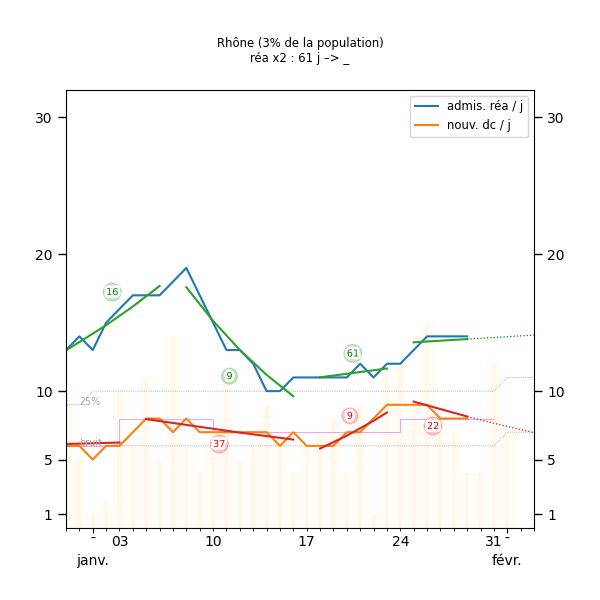 Rhône (3% de la population)
réa x2 : 61 j –> _
admis. réa / j
nouv. dc / j
30
30
20
20
16
61
9
10
10
25%
9
22
bruit
37
5
5
1
1
- 03 10 17 24 31 -
janv. févr.